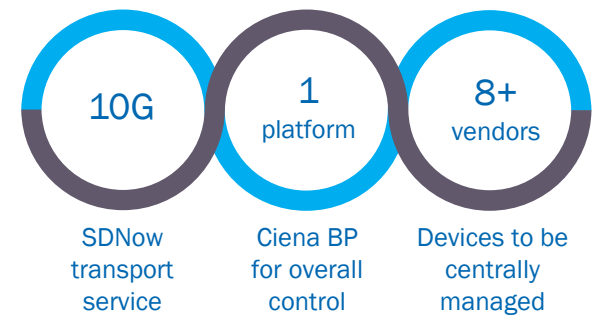 10G
1
platform
8+
vendors
SDNow
transport
service
Ciena BP
for overall
control
Devices to be
centrally
managed